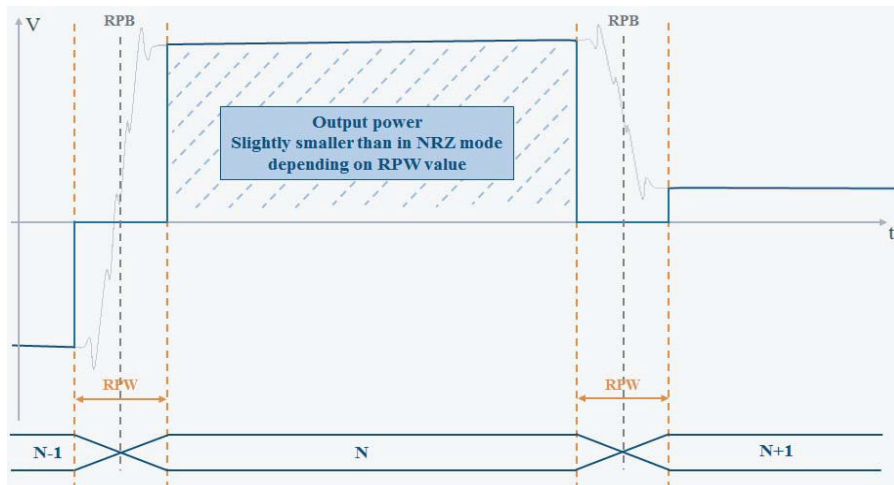 V
RPB
RPB
Output power
Slightly smaller than in NRZ mode
depending on RPW value
t
RPW
RPW
N-1
N
N+1